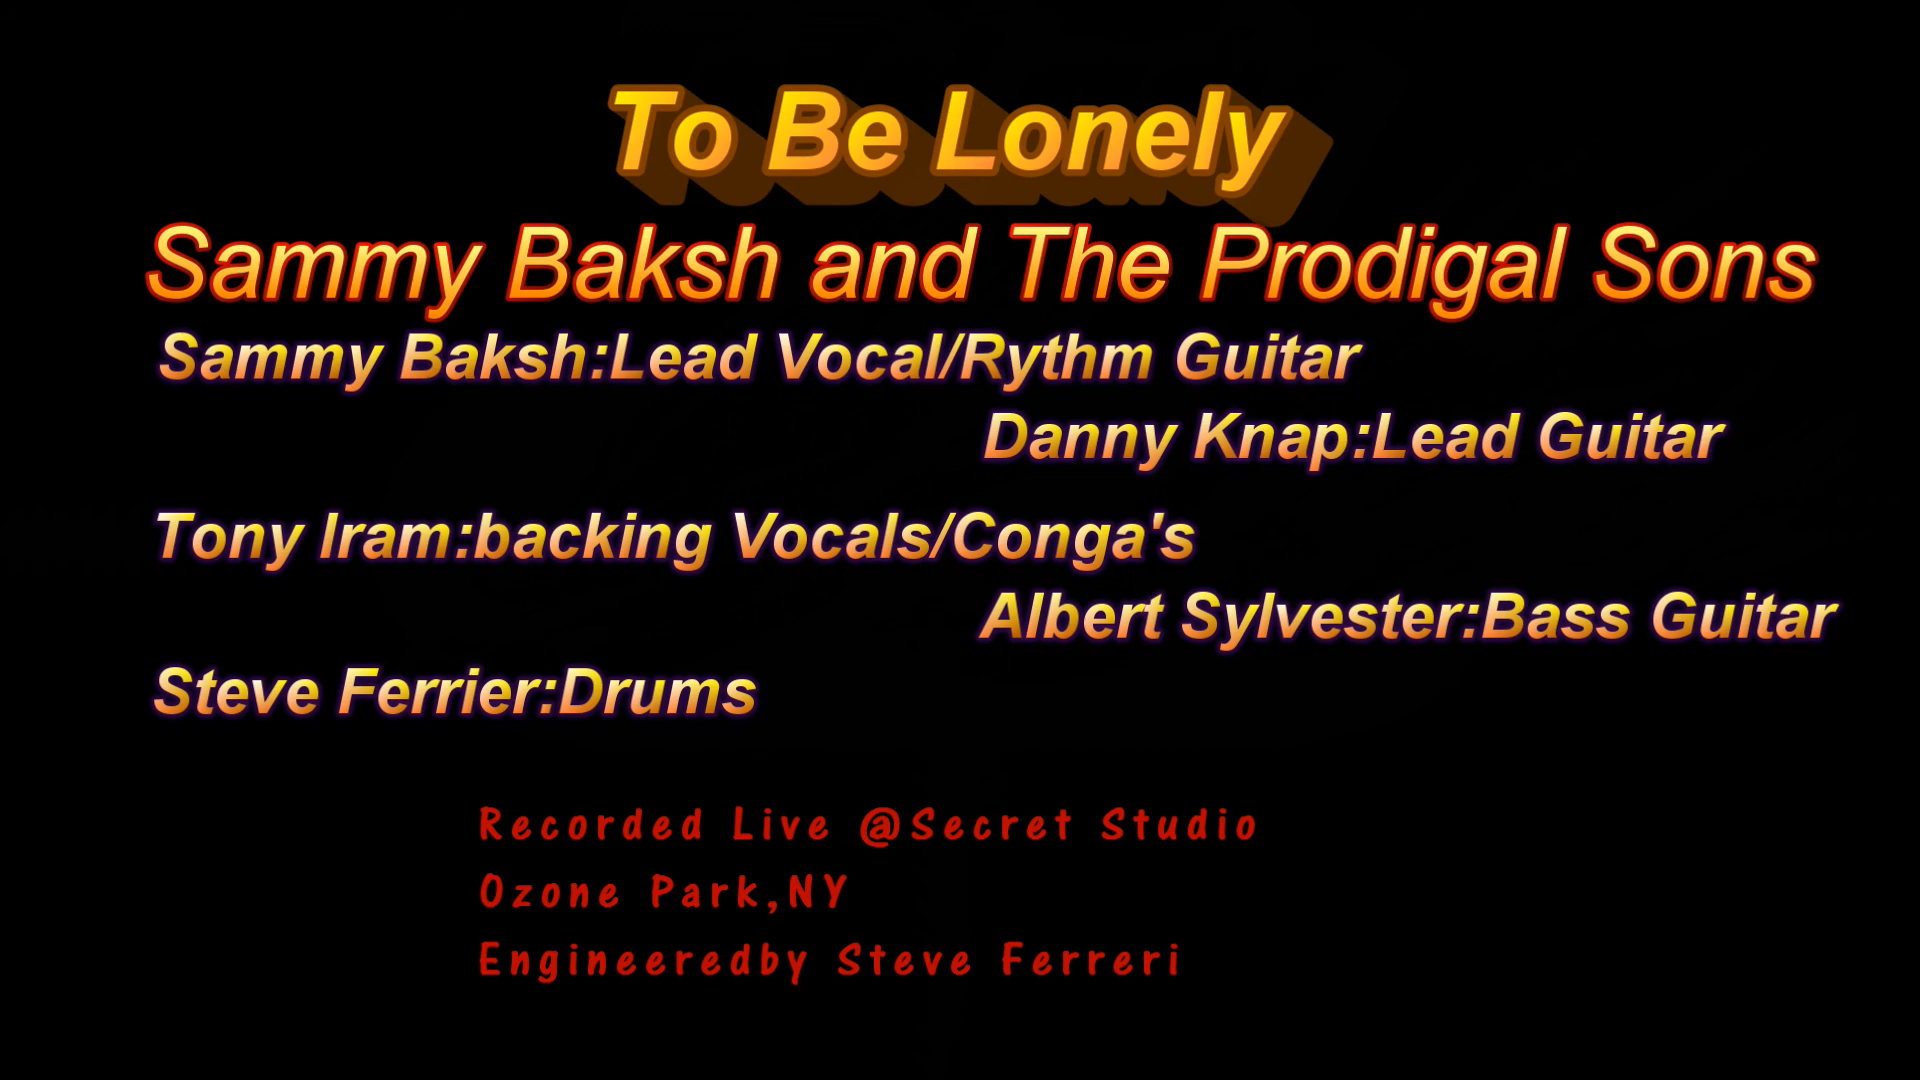 To Be Lonely
Sammy Baksh and The Prodigal Sons
Sammy Baksh:Lead Vocal/Rythm Guitar
Danny Knap:Lead Guitar
Tony Iram:backing Vocals/Conga's
Albert Sylvester:Bass Guitar
Steve Ferrier:Drums
Recorded Live @Secret Studio
Ozone Park,NY
Engineeredby Steve Ferreri